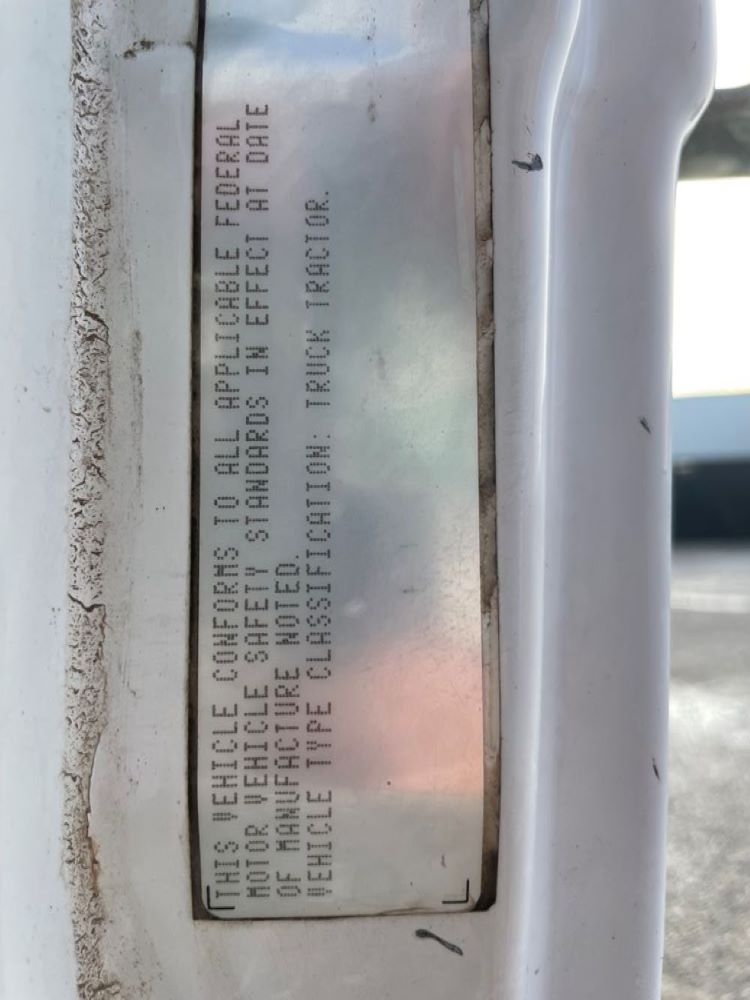 THIS VEHICLE CONFORMS TO ALL APPLICABLE FEDERAL
MOTOR VEHICLE SAFETY STANDARDS IN EFFECT AT DATE
OF MANUFACTURE NOTED.
VEHICLE TYPE CLASSIFICATION: TRUCK TRACTOR.